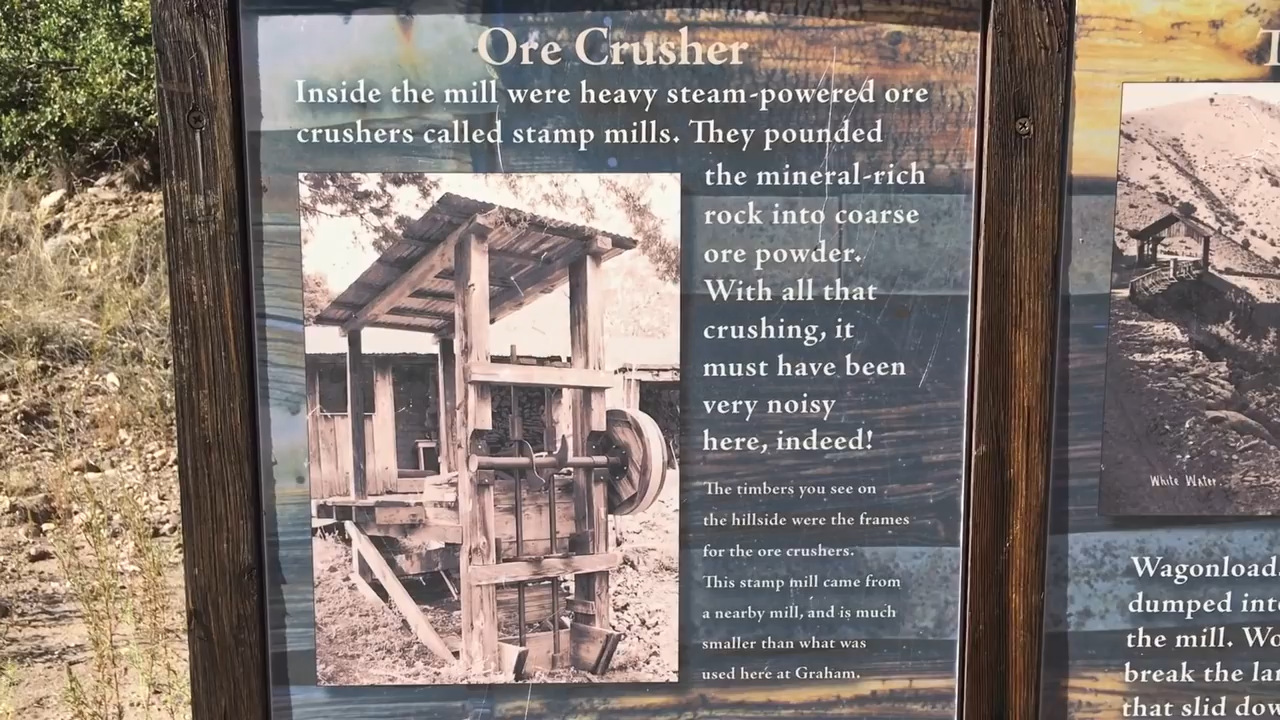 Ore Crusher
Inside the mill were heavy steam-powered ore
crushers called stamp mills. They pounded
the mineral-rich
rock into coarse
ore powder.
With all that
crushing, it
must have been
very noisy
here, indeed!
The timbers you see on
the hillside were the frames
for the ore crushers.
This stamp mill came from
a nearby mill, and is much
smaller than what was
used here at Graham.
White Water
dumped
the mill.
break the
that slid